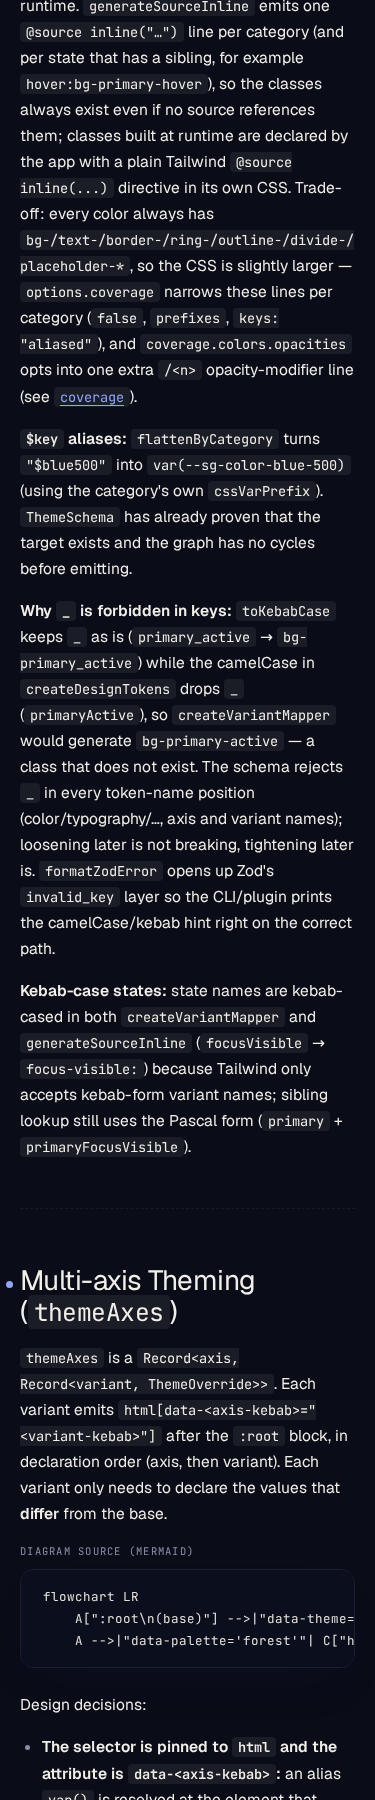 runtime. generateSourceInline emits one
@source inline("…") line per category (and
per state that has a sibling, for example
hover:bg-primary-hover), so the classes
always exist even if no source references
them; classes built at runtime are declared by
the app with a plain Tailwind @source
inline(...) directive in its own CSS. Trade-
off: every color always has
bg-/text-/border-/ring-/outline-/divide-/
placeholder-*, so the CSS is slightly larger —
options.coverage narrows these lines per
category (false, prefixes, keys:
"aliased"), and coverage.colors.opacities
opts into one extra /<n> opacity-modifier line
(see coverage).
$key aliases: flattenByCategory turns
"$blue500" into var(--sg-color-blue-500)
(using the category's own cssVarPrefix).
ThemeSchema has already proven that the
target exists and the graph has no cycles
before emitting.
Why _ is forbidden in keys: toKebabCase
keeps _ as is (primary_active → bg-
primary_active) while the camelCase in
createDesignTokens drops _
(primaryActive), so createVariantMapper
would generate bg-primary-active — a
class that does not exist. The schema rejects
_ in every token-name position
(color/typography/…, axis and variant names);
loosening later is not breaking, tightening later
is. formatZodError opens up Zod's
invalid_key layer so the CLI/plugin prints
the camelCase/kebab hint right on the correct
path.
Kebab-case states: state names are kebab-
cased in both createVariantMapper and
generateSourceInline (focusVisible →
focus-visible:) because Tailwind only
accepts kebab-form variant names; sibling
lookup still uses the Pascal form (primary +
primaryFocusVisible).
Multi-axis Theming
(themeAxes)
themeAxes is a Record<axis,
Record<variant, ThemeOverride>>. Each
variant emits html[data-<axis-kebab>="
<variant-kebab>"] after the :root block, in
declaration order (axis, then variant). Each
variant only needs to declare the values that
differ from the base.
DIAGRAM SOURCE (MERMAID)
flowchart LR
A[":root\n(base)"] -->|"data-theme=
A -->|"data-palette='forest'"| C["h
Design decisions:
The selector is pinned to html and the
attribute is data-<axis-kebab>: an alias
var() is resolved at the element that